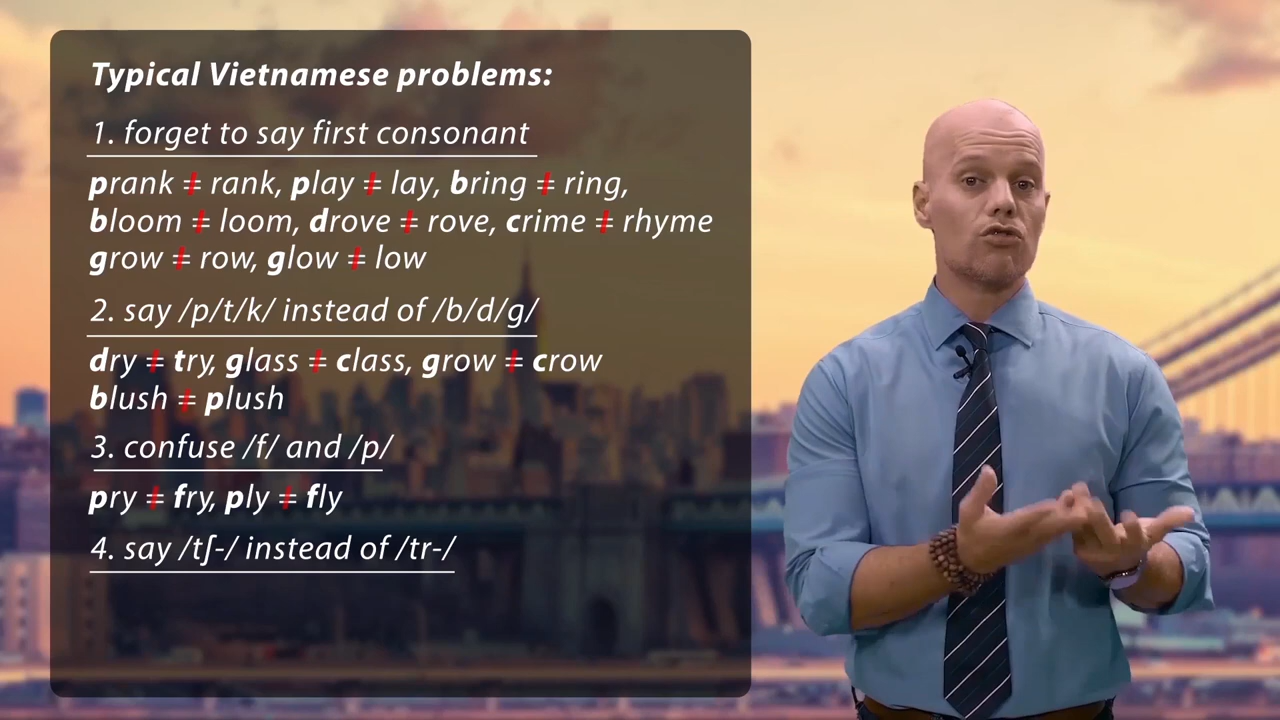 Typical Vietnamese problems:
1. forget to say first consonant
prank ≠ rank, play ≠ lay, bring ≠ ring,
bloom ≠ loom, drove ≠ rove, crime ≠ rhyme
grow ≠ row, glow ≠ low
2. say /p/t/k/ instead of /b/d/g/
dry ≠ try, glass ≠ class, grow ≠ crow
blush ≠ plush
3. confuse /f/ and /p/
pry ≠ fry, ply ≠ fly
4. say /tʃ-/ instead of /tr-/